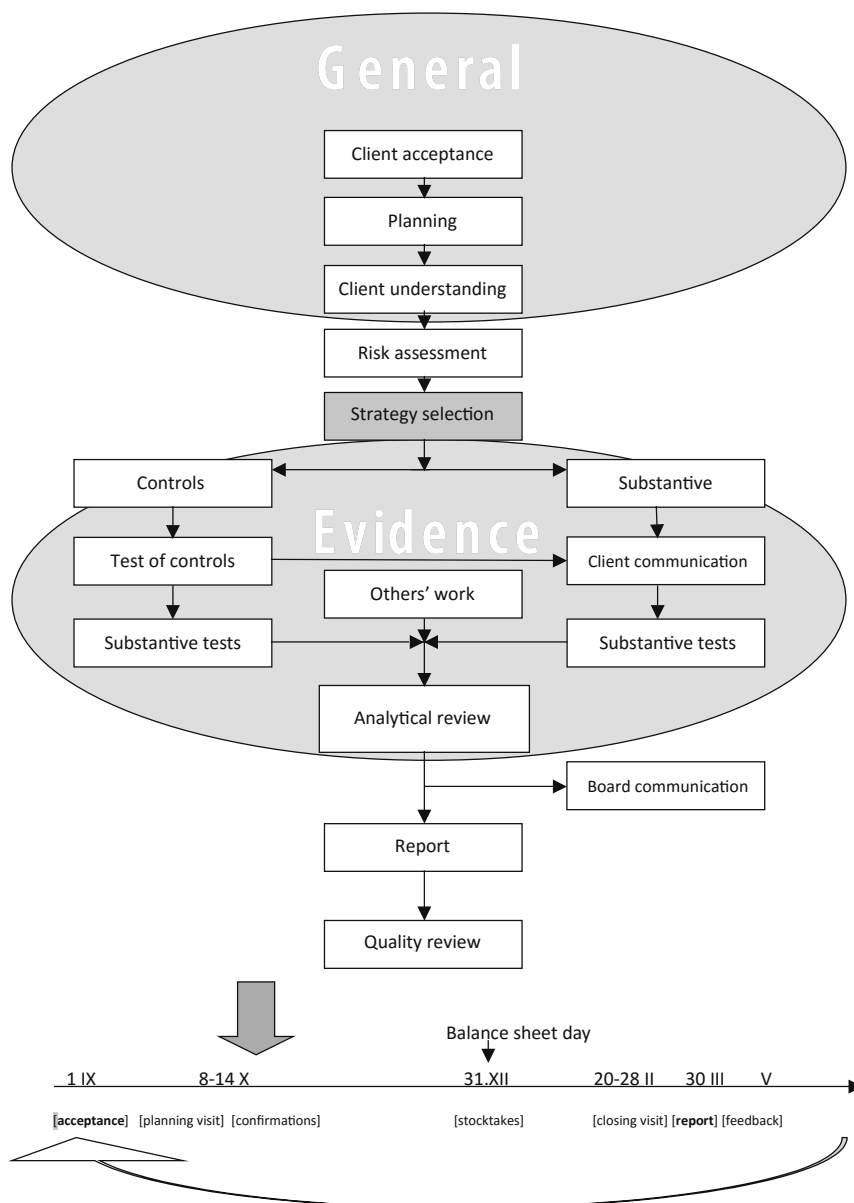 General
Client acceptance
Planning
Client understanding
Risk assessment
Strategy selection
Controls
Substantive
Evidence
Test of controls
Client communication
Others’ work
Substantive tests
Substantive tests
Analytical review
Board communication
Report
Quality review
Balance sheet day
1 IX 8-14 X 31.XII 20-28 II 30 III V
[acceptance] [planning visit] [confirmations] [stocktakes] [closing visit] [report] [feedback]